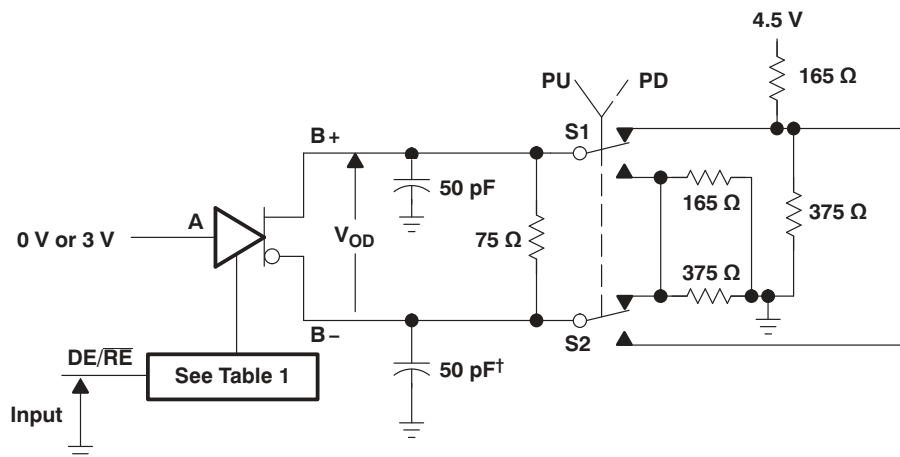 4.5 V
165 Ω
PU
PD
S1
B+
50 pF
165 Ω
A
375 Ω
0 V or 3 V
V_OD
75 Ω
375 Ω
B–
S2
DE/R̅E̅
See Table 1
50 pF†
Input